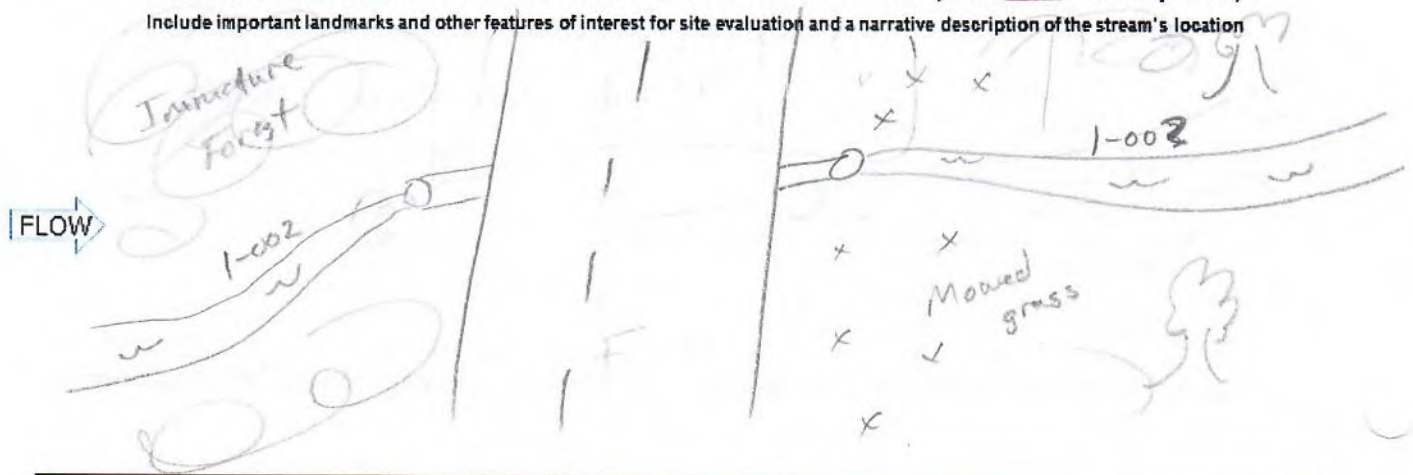 Include important landmarks and other features of interest for site evaluation and a narrative description of the stream's location
Immature
Forest
FLOW
1-002
1-003
Mowed
grass